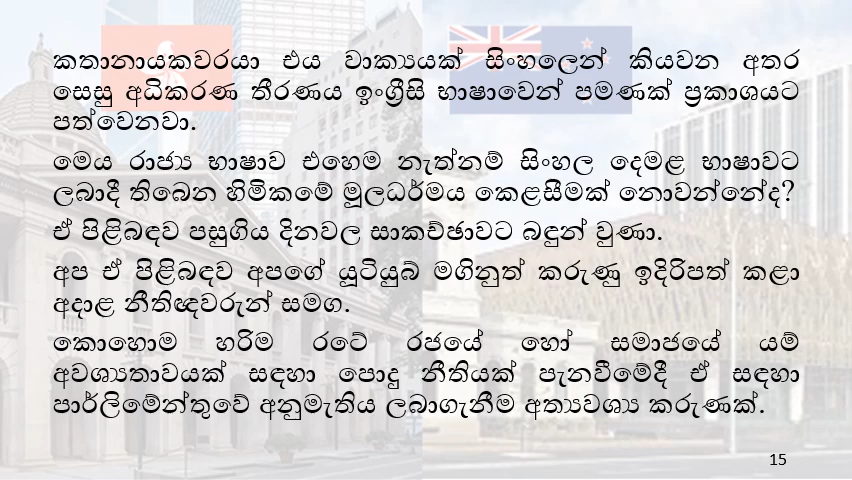 කතානායකවරයා එය වාක්‍යයක් සිංහලෙන් කියවන අතර
සෙසු අධිකරණ තීරණය ඉංග්‍රීසි භාෂාවෙන් පමණක් ප්‍රකාශයට
පත්වෙනවා.
මෙය රාජ්‍ය භාෂාව එහෙම නැත්නම් සිංහල දෙමළ භාෂාවට
ලබාදී තිබෙන හිමිකමේ මූලධර්මය කෙළසීමක් නොවන්නේද?
ඒ පිළිබඳව පසුගිය දිනවල සාකච්ඡාවට බඳුන් වුණා.
අප ඒ පිළිබඳව අපගේ යූටියුබ් මගිනුත් කරුණු ඉදිරිපත් කළා
අදාළ නීතිඥවරුන් සමග.
කොහොම හරිම රටේ රජයේ හෝ සමාජයේ යම්
අවශ්‍යතාවයක් සඳහා පොදු නීතියක් පැනවීමේදී ඒ සඳහා
පාර්ලිමේන්තුවේ අනුමැතිය ලබාගැනීම අත්‍යවශ්‍ය කරුණක්.
15